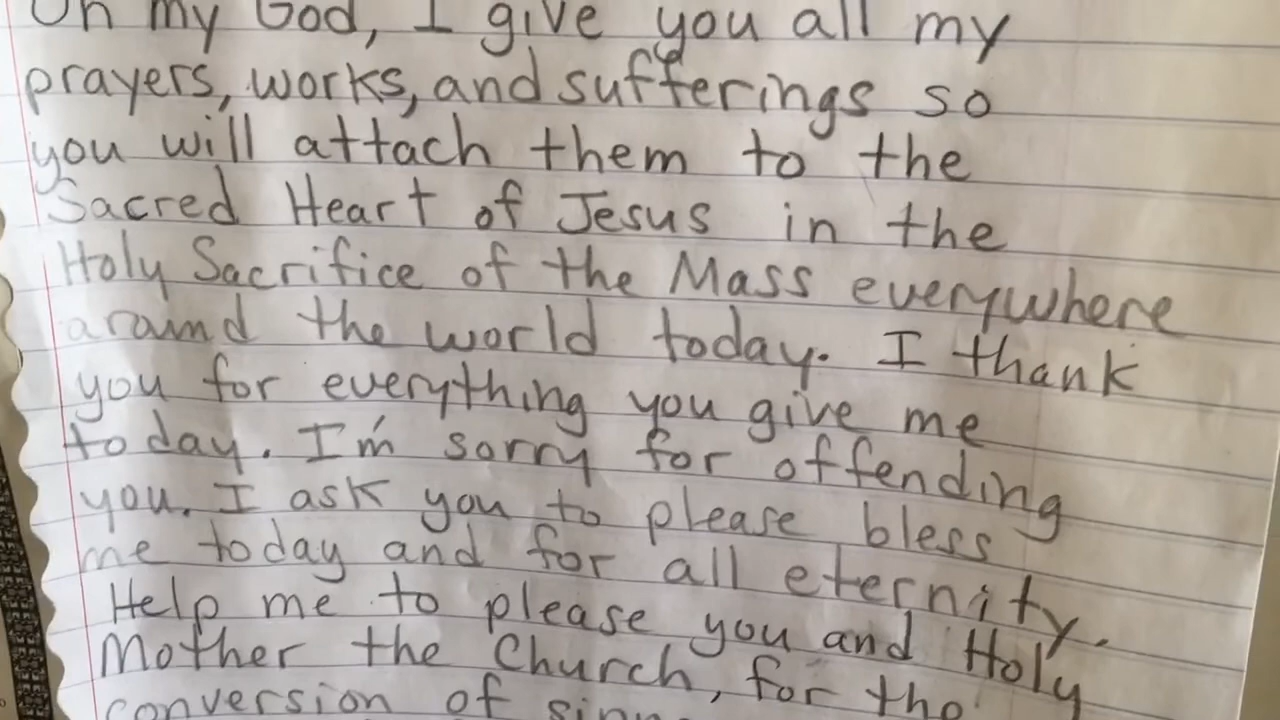 Oh my God, I give you all my
prayers, works, and sufferings so
you will attach them to the
Sacred Heart of Jesus in the
Holy Sacrifice of the Mass everywhere
around the world today. I thank
you for everything you give me
today. I'm sorry for offending
you. I ask you to please bless
me today and for all eternity.
Help me to please you and Holy
Mother the Church, for the
conversion of